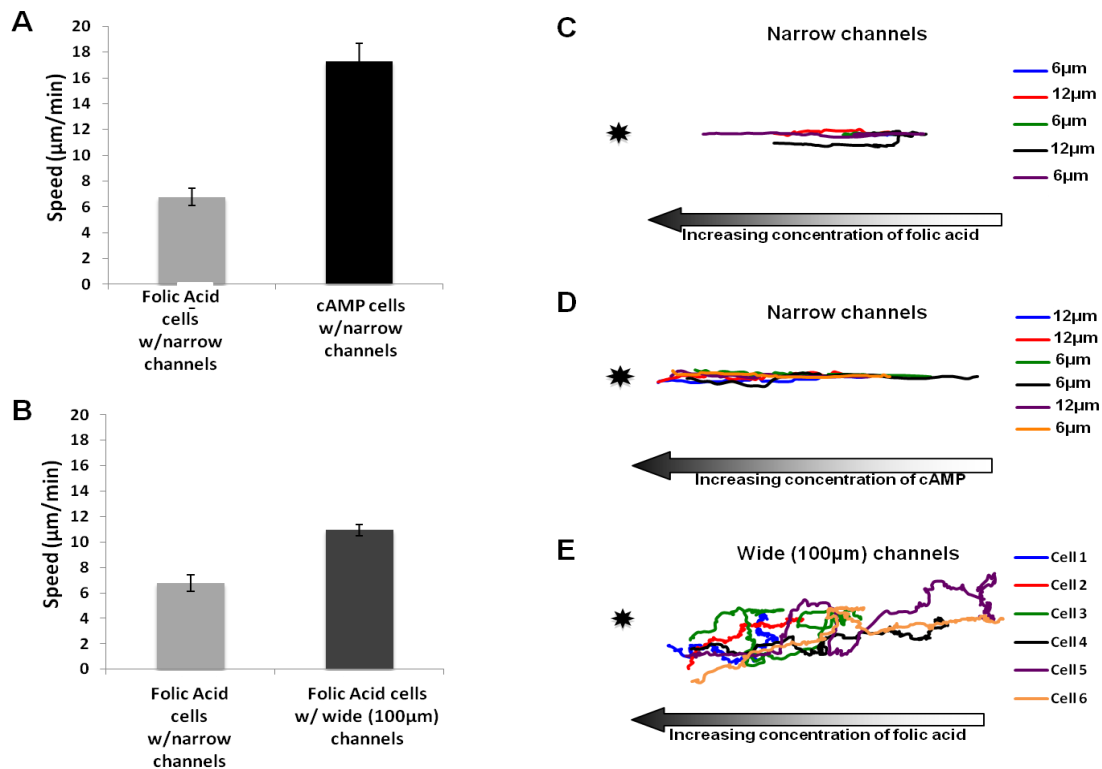 A
Speed (µm/min)
20
18
16
14
12
10
8
6
4
2
0
Folic Acid
cells
w/narrow
channels
cAMP cells
w/narrow
channels
B
Speed (µm/min)
20
18
16
14
12
10
8
6
4
2
0
Folic Acid
cells
w/narrow
channels
Folic Acid cells
w/ wide (100µm)
channels
C
Narrow channels
6µm
12µm
6µm
12µm
6µm
Increasing concentration of folic acid
D
Narrow channels
12µm
12µm
6µm
6µm
12µm
6µm
Increasing concentration of cAMP
E
Wide (100µm) channels
Cell 1
Cell 2
Cell 3
Cell 4
Cell 5
Cell 6
Increasing concentration of folic acid